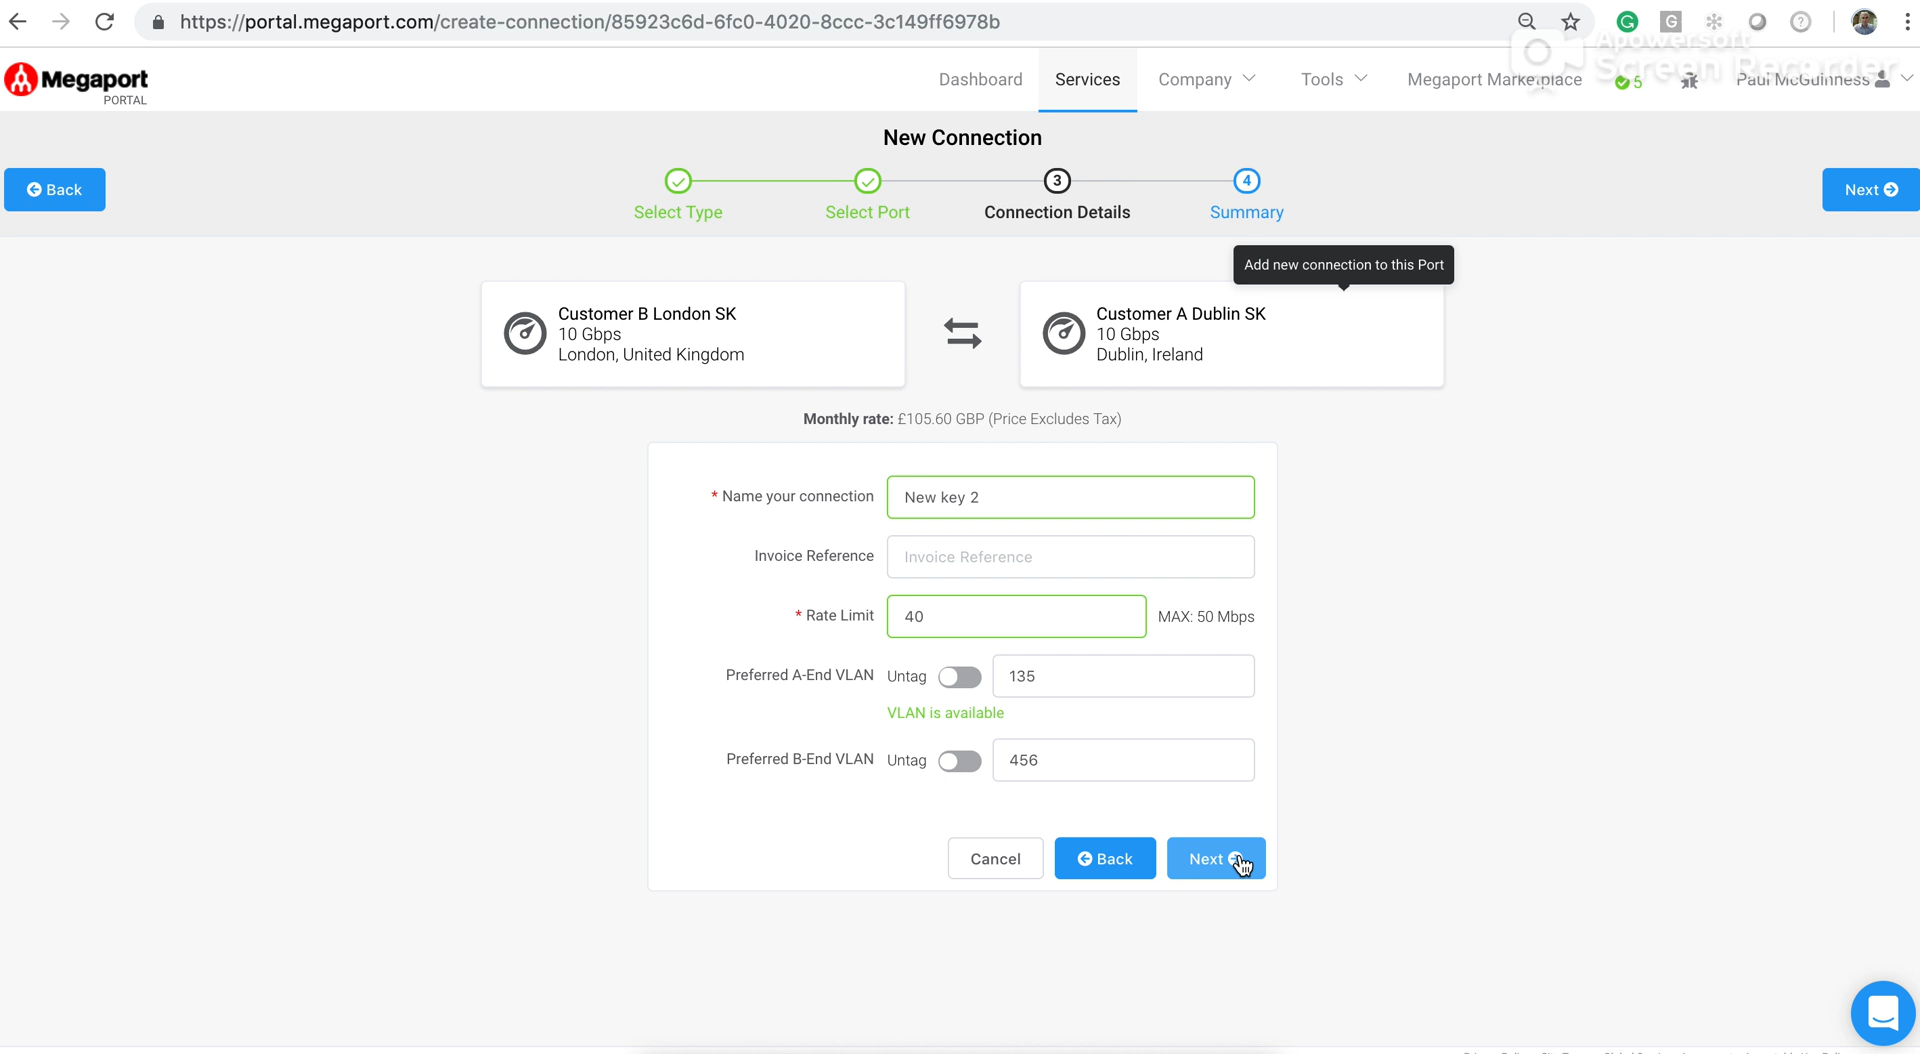 https://portal.megaport.com/create-connection/85923c6d-6fc0-4020-8ccc-3c149ff6978b
Apowersoft
Screen Recorder
Megaport
PORTAL
Dashboard
Services
Company
Tools
Megaport Marketplace
5
Paul McGuinness
New Connection
Back
3
4
Next
Select Type
Select Port
Connection Details
Summary
Add new connection to this Port
Customer B London SK
10 Gbps
London, United Kingdom
Customer A Dublin SK
10 Gbps
Dublin, Ireland
Monthly rate: £105.60 GBP (Price Excludes Tax)
* Name your connection
New key 2
Invoice Reference
Invoice Reference
* Rate Limit
40
MAX: 50 Mbps
Preferred A-End VLAN
Untag
135
VLAN is available
Preferred B-End VLAN
Untag
456
Cancel
Back
Next